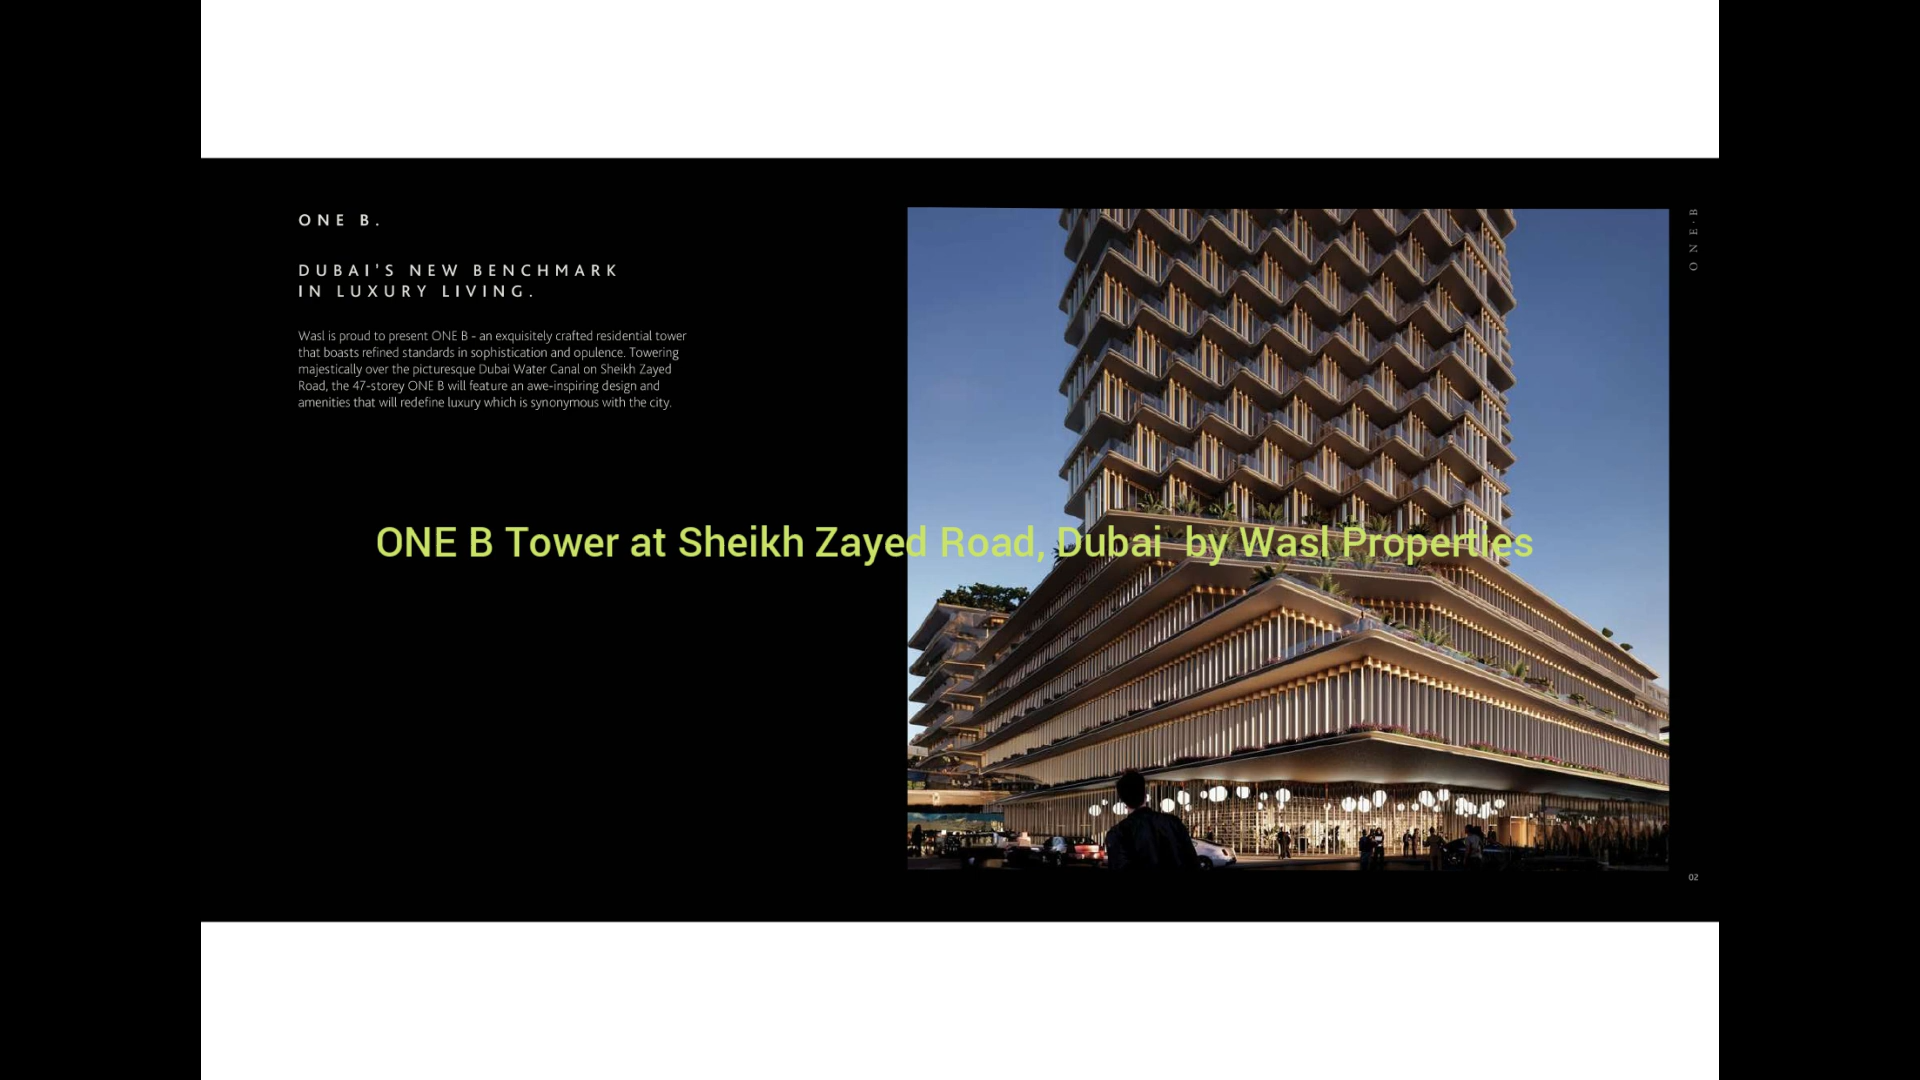 ONE B.
DUBAI'S NEW BENCHMARK
IN LUXURY LIVING.
Wasl is proud to present ONE B - an exquisitely crafted residential tower
that boasts refined standards in sophistication and opulence. Towering
majestically over the picturesque Dubai Water Canal on Sheikh Zayed
Road, the 47-storey ONE B will feature an awe-inspiring design and
amenities that will redefine luxury which is synonymous with the city.
ONE B Tower at Sheikh Zayed Road, Dubai  by Wasl Properties
ONE·B
02